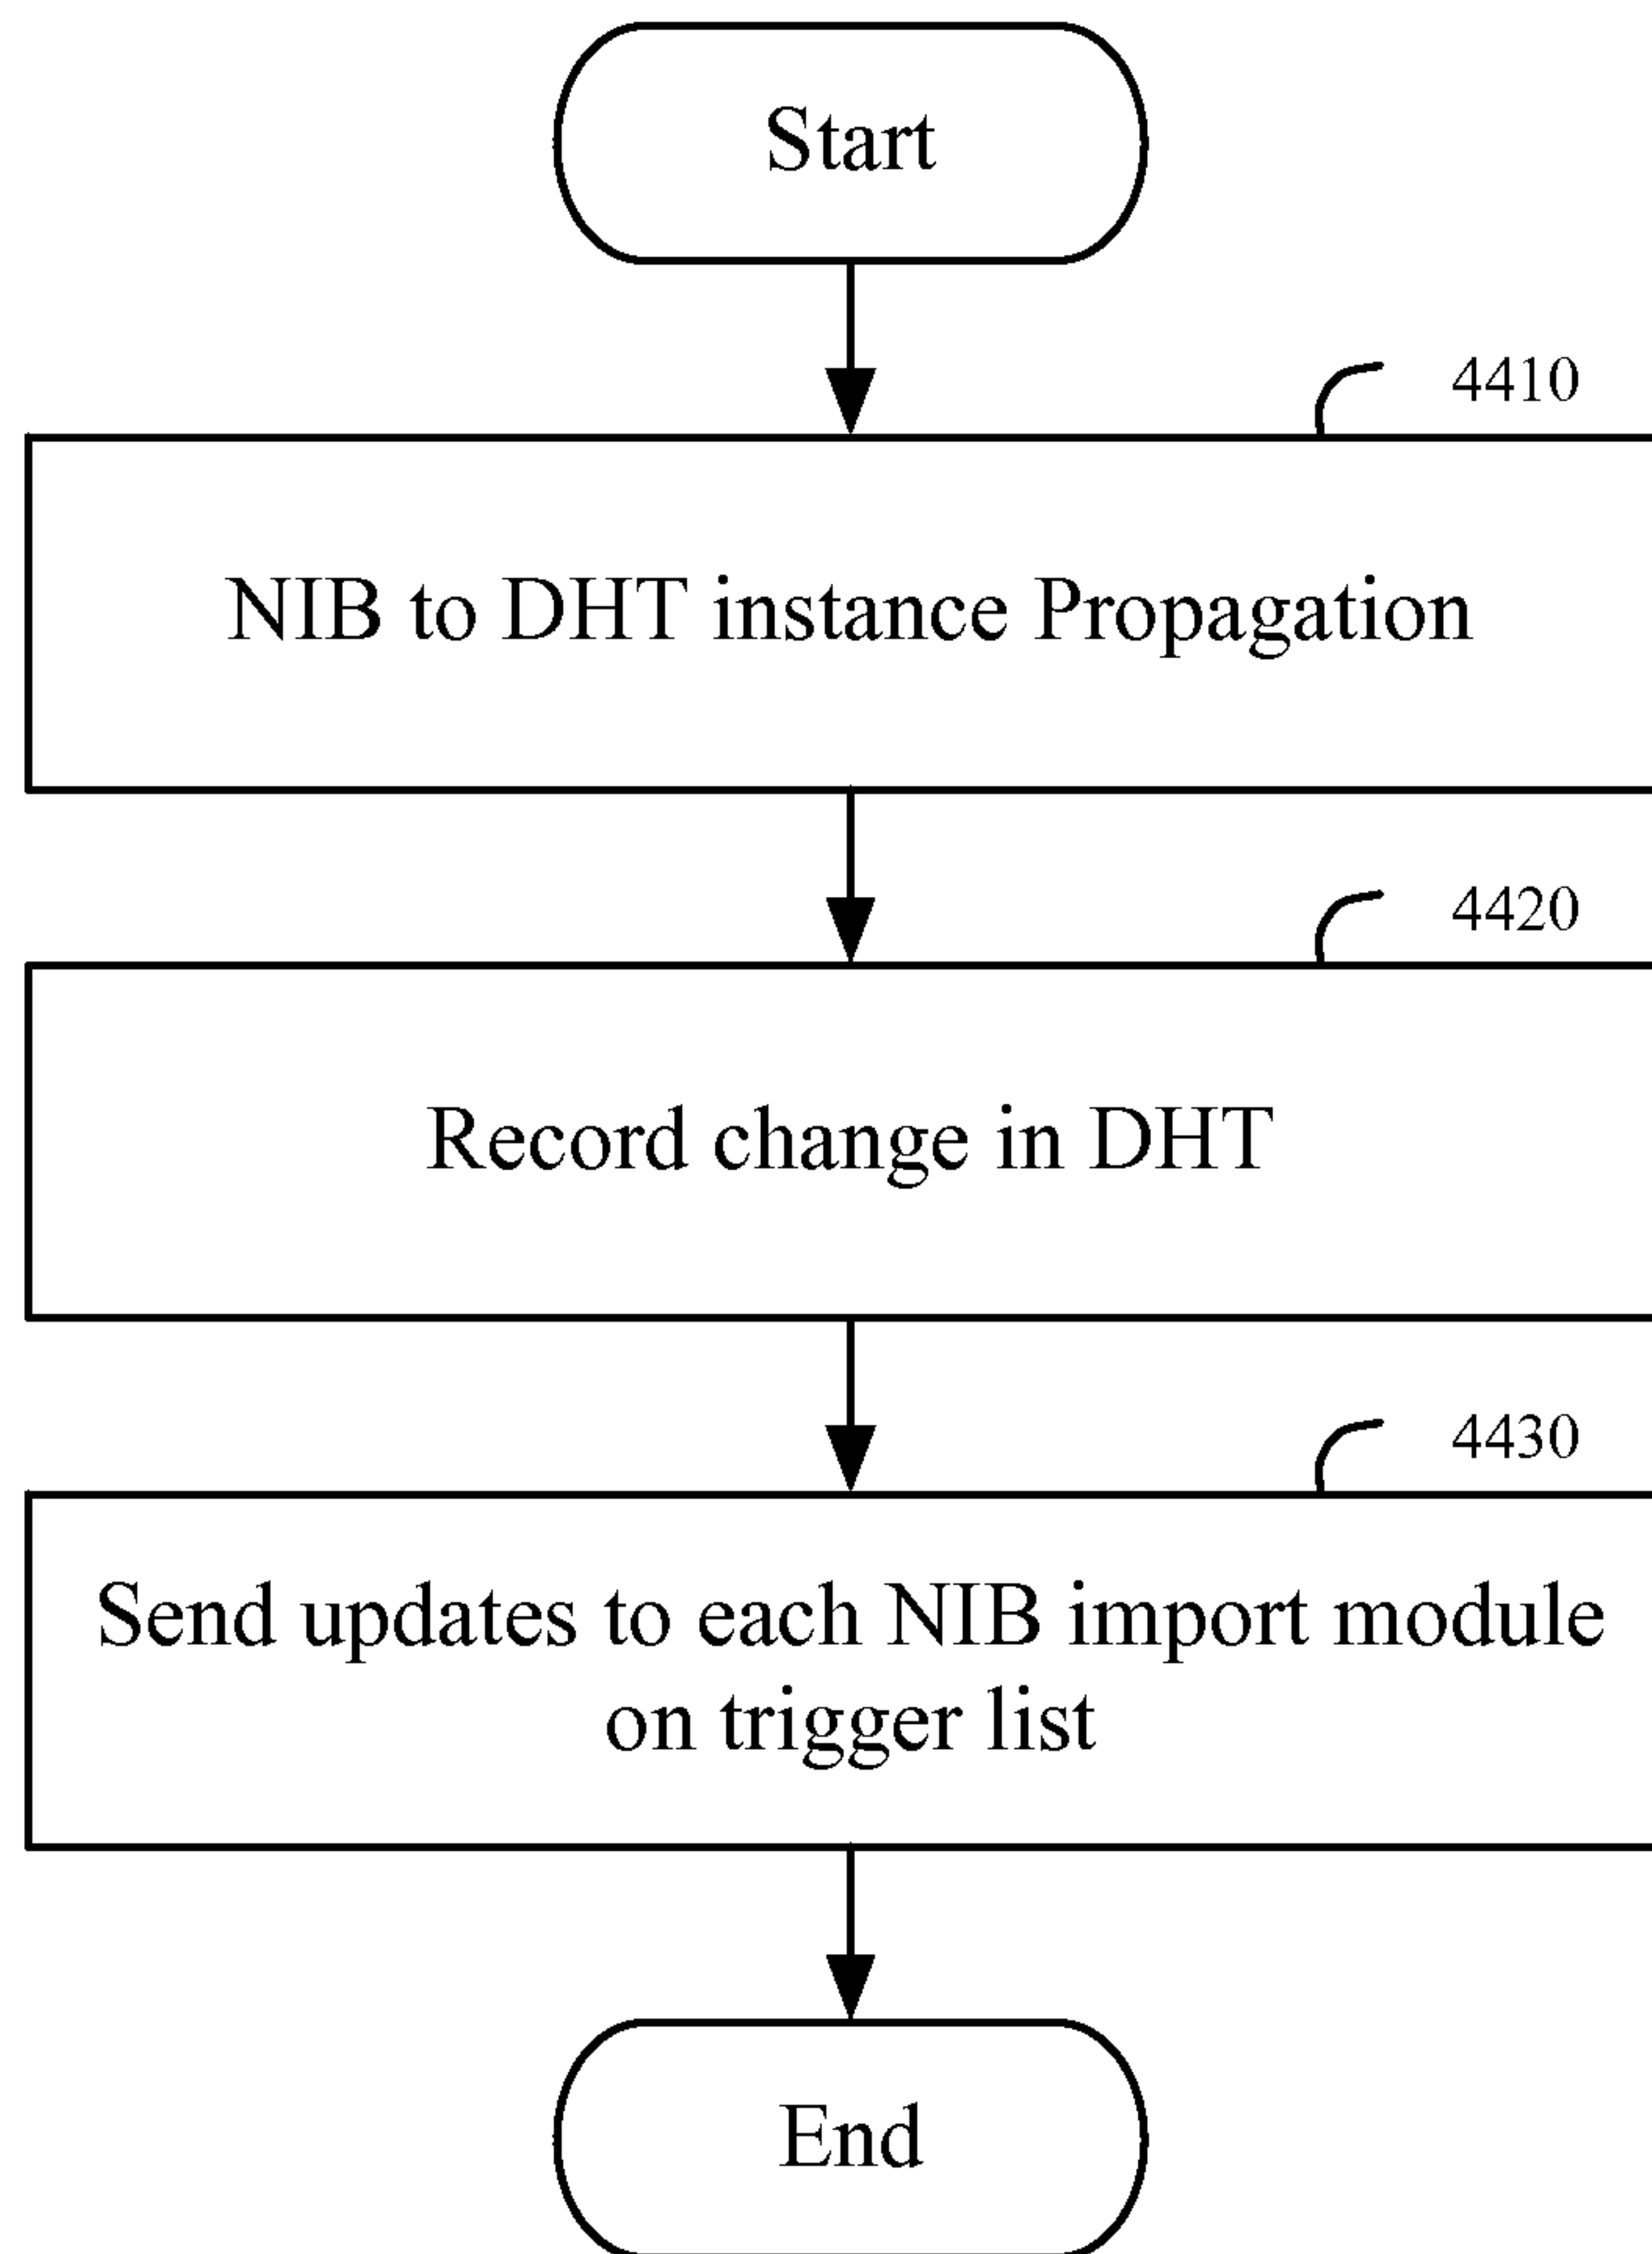 Start
4410
NIB to DHT instance Propagation
4420
Record change in DHT
4430
Send updates to each NIB import module
on trigger list
End